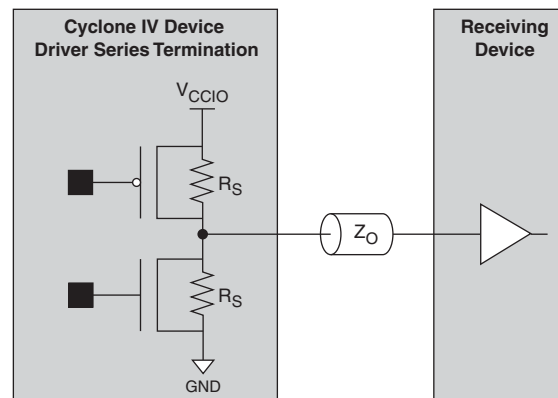 Cyclone IV Device
Driver Series Termination
Receiving
Device
VCCIO
RS
ZO
RS
GND